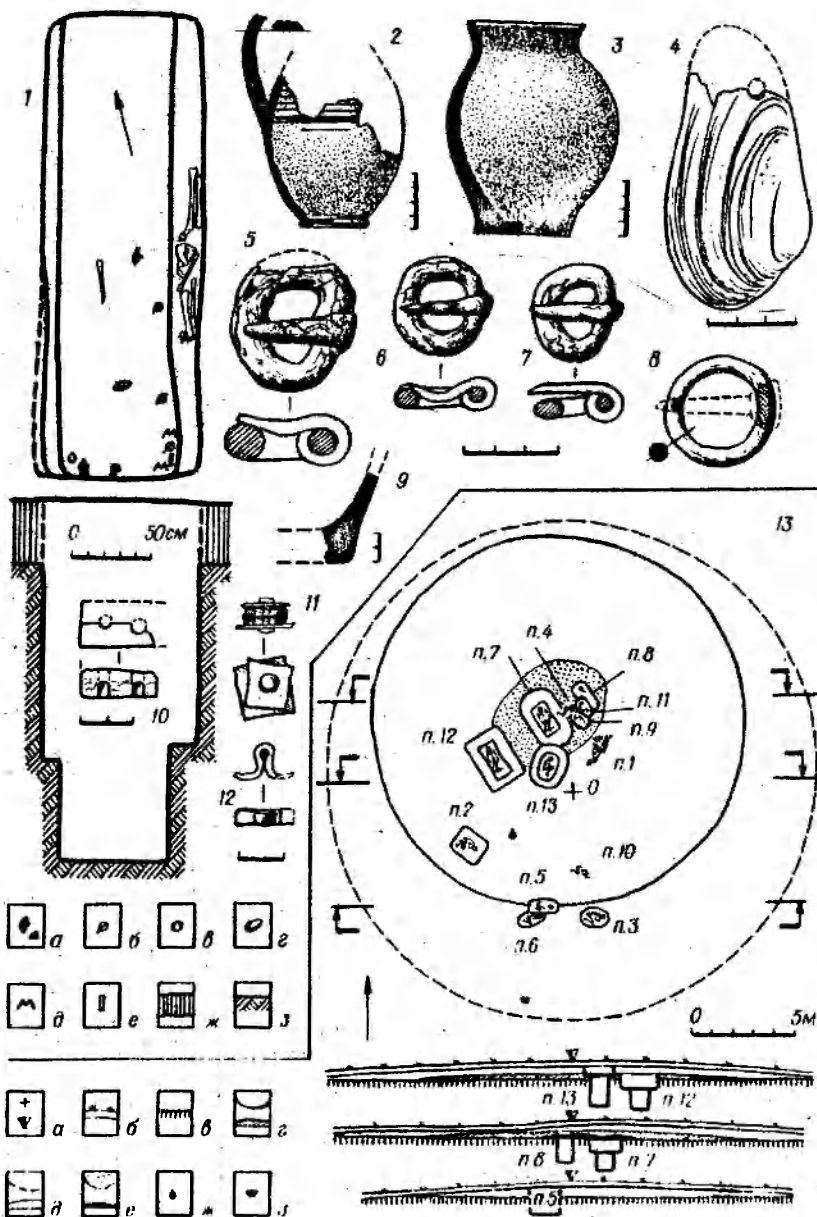 1
2
3
4
5
6
7
8
9
0 50см
10
11
12
13
п.7
п.4
п.8
п.11
п.9
п.12
п.1
п.13
0
п.2
п.10
п.5
п.6
п.3
0 5м
а б в г
д е ж з
а б в г
д е ж з
п.13 п.12
п.8 п.7
п.5